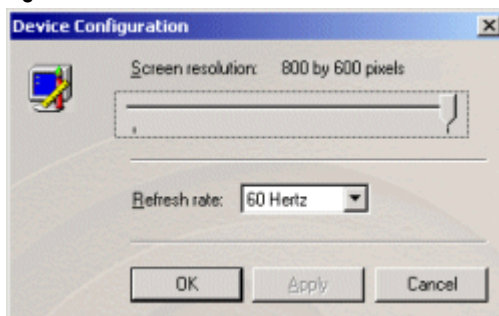 Device Configuration
Screen resolution: 800 by 600 pixels
Refresh rate: 60 Hertz
OK Apply Cancel